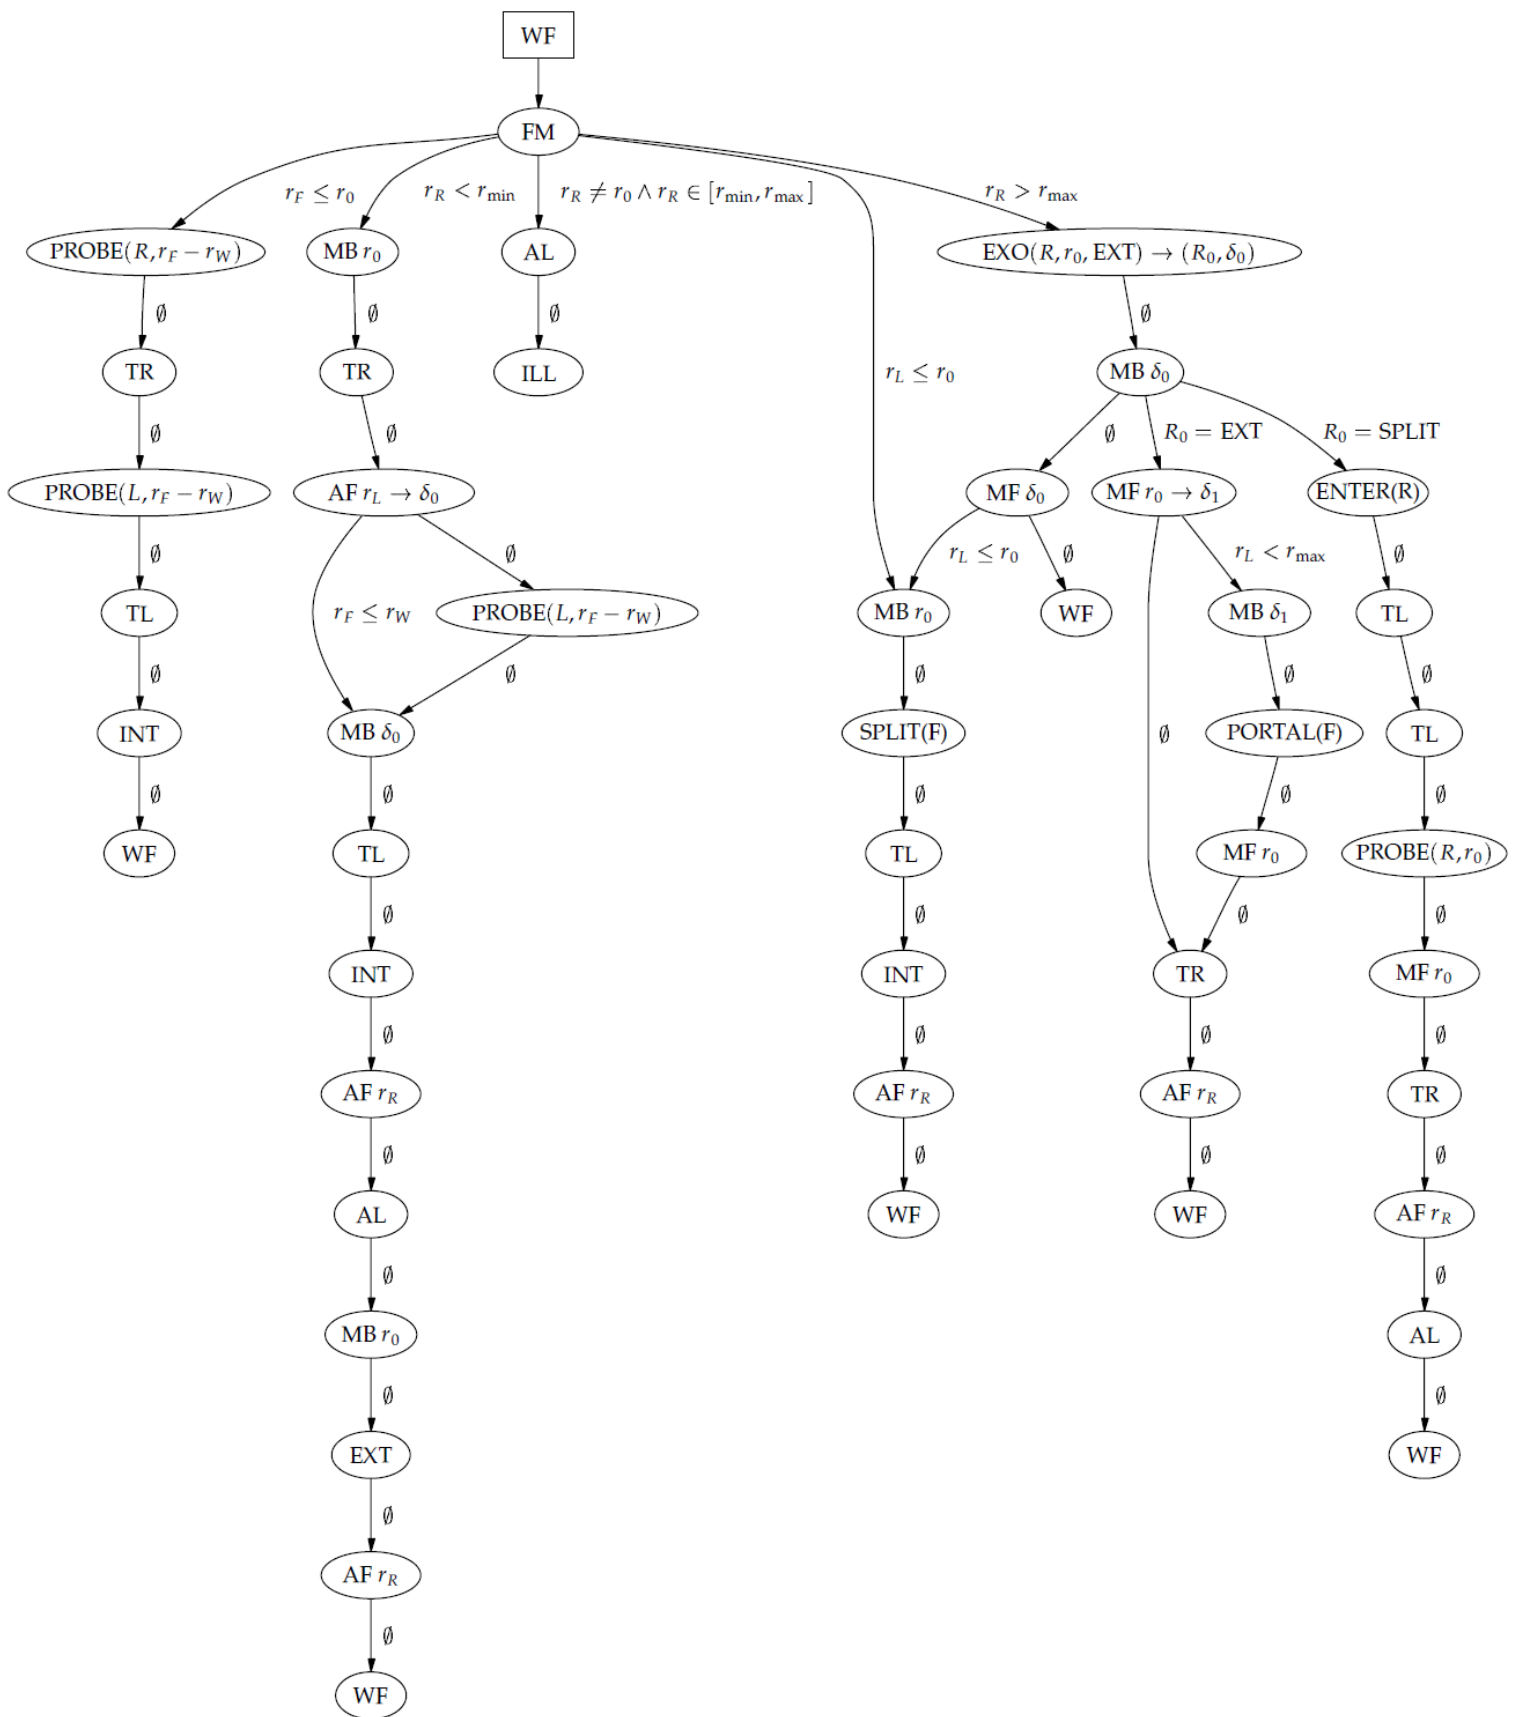 WF
FM
r_F ≤ r_0
r_R < r_min
r_R ≠ r_0 ∧ r_R ∈ [r_min, r_max]
r_R > r_max
PROBE(R, r_F − r_W)
MB r_0
AL
EXO(R, r_0, EXT) → (R_0, δ_0)
∅
∅
∅
∅
TR
TR
ILL
r_L ≤ r_0
MB δ_0
∅
∅
∅
R_0 = EXT
R_0 = SPLIT
PROBE(L, r_F − r_W)
AF r_L → δ_0
MF δ_0
MF r_0 → δ_1
ENTER(R)
∅
∅
r_L ≤ r_0
∅
r_L < r_max
∅
TL
r_F ≤ r_W
PROBE(L, r_F − r_W)
MB r_0
WF
MB δ_1
TL
∅
∅
∅
∅
∅
INT
MB δ_0
SPLIT(F)
∅
PORTAL(F)
TL
∅
∅
∅
∅
∅
WF
TL
TL
MF r_0
PROBE(R, r_0)
∅
∅
∅
∅
INT
INT
TR
MF r_0
∅
∅
∅
∅
AF r_R
AF r_R
AF r_R
TR
∅
∅
∅
∅
AL
WF
WF
AF r_R
∅
∅
MB r_0
AL
∅
∅
EXT
WF
∅
AF r_R
∅
WF